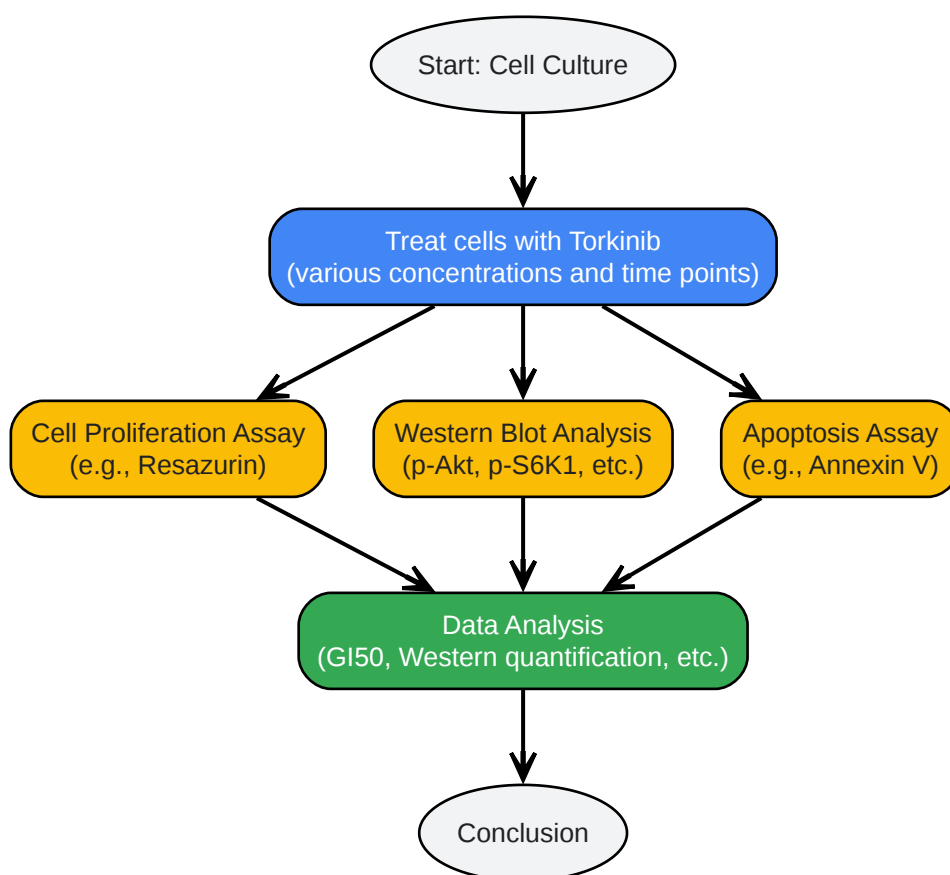 Start: Cell Culture
Treat cells with Torkinib
(various concentrations and time points)
Cell Proliferation Assay
(e.g., Resazurin)
Western Blot Analysis
(p-Akt, p-S6K1, etc.)
Apoptosis Assay
(e.g., Annexin V)
Data Analysis
(GI50, Western quantification, etc.)
Conclusion